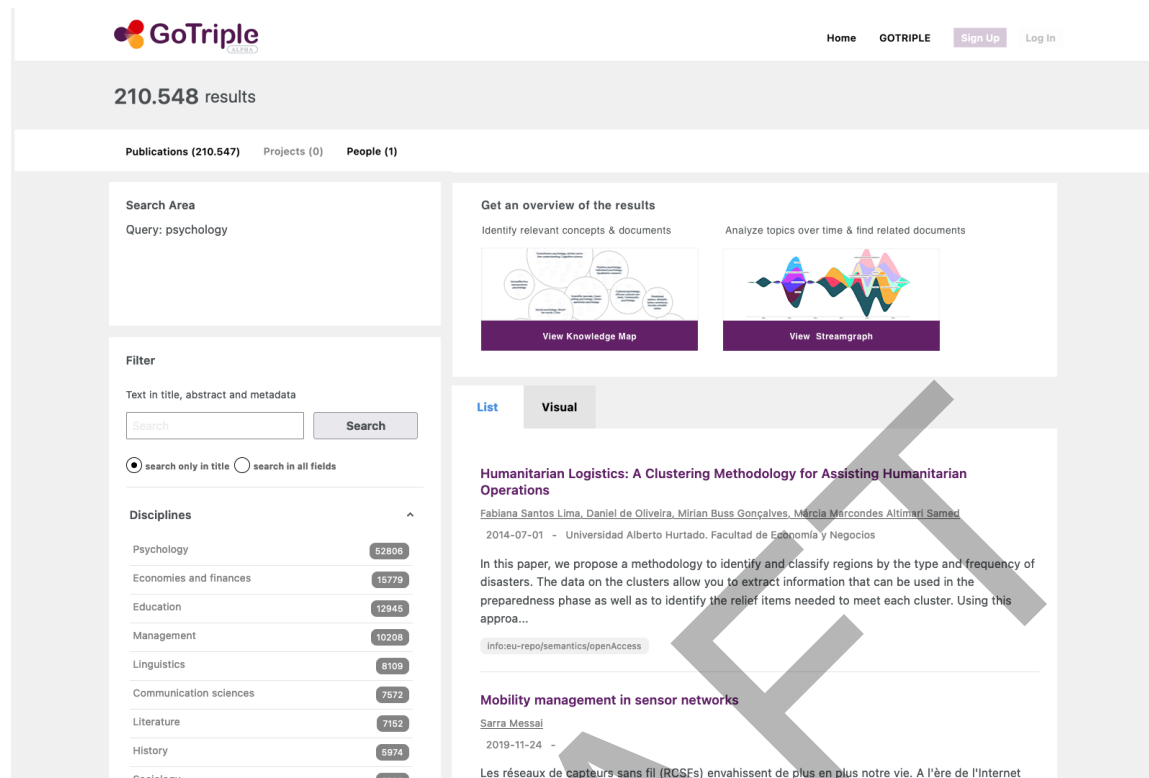 GoTriple
ALPHA
Home GOTRIPLE Sign Up Log In
210.548 results
Publications (210.547) Projects (0) People (1)
Search Area
Query: psychology
Get an overview of the results
Identify relevant concepts & documents
Analyze topics over time & find related documents
View Knowledge Map
View Streamgraph
Filter
Text in title, abstract and metadata
Search
Search
search only in title search in all fields
Disciplines
Psychology 52806
Economies and finances 15779
Education 12945
Management 10208
Linguistics 8109
Communication sciences 7572
Literature 7152
History 5974
List Visual
Humanitarian Logistics: A Clustering Methodology for Assisting Humanitarian
Operations
Fabiana Santos Lima, Daniel de Oliveira, Mirian Buss Gonçalves, Márcia Marcondes Altimari Samed
2014-07-01 - Universidad Alberto Hurtado. Facultad de Economía y Negocios
In this paper, we propose a methodology to identify and classify regions by the type and frequency of
disasters. The data on the clusters allow you to extract information that can be used in the
preparedness phase as well as to identify the relief items needed to meet each cluster. Using this
approa...
info:eu-repo/semantics/openAccess
Mobility management in sensor networks
Sarra Messai
2019-11-24 -
Les réseaux de capteurs sans fil (RCSFs) envahissent de plus en plus notre vie. A l'ère de l'Internet